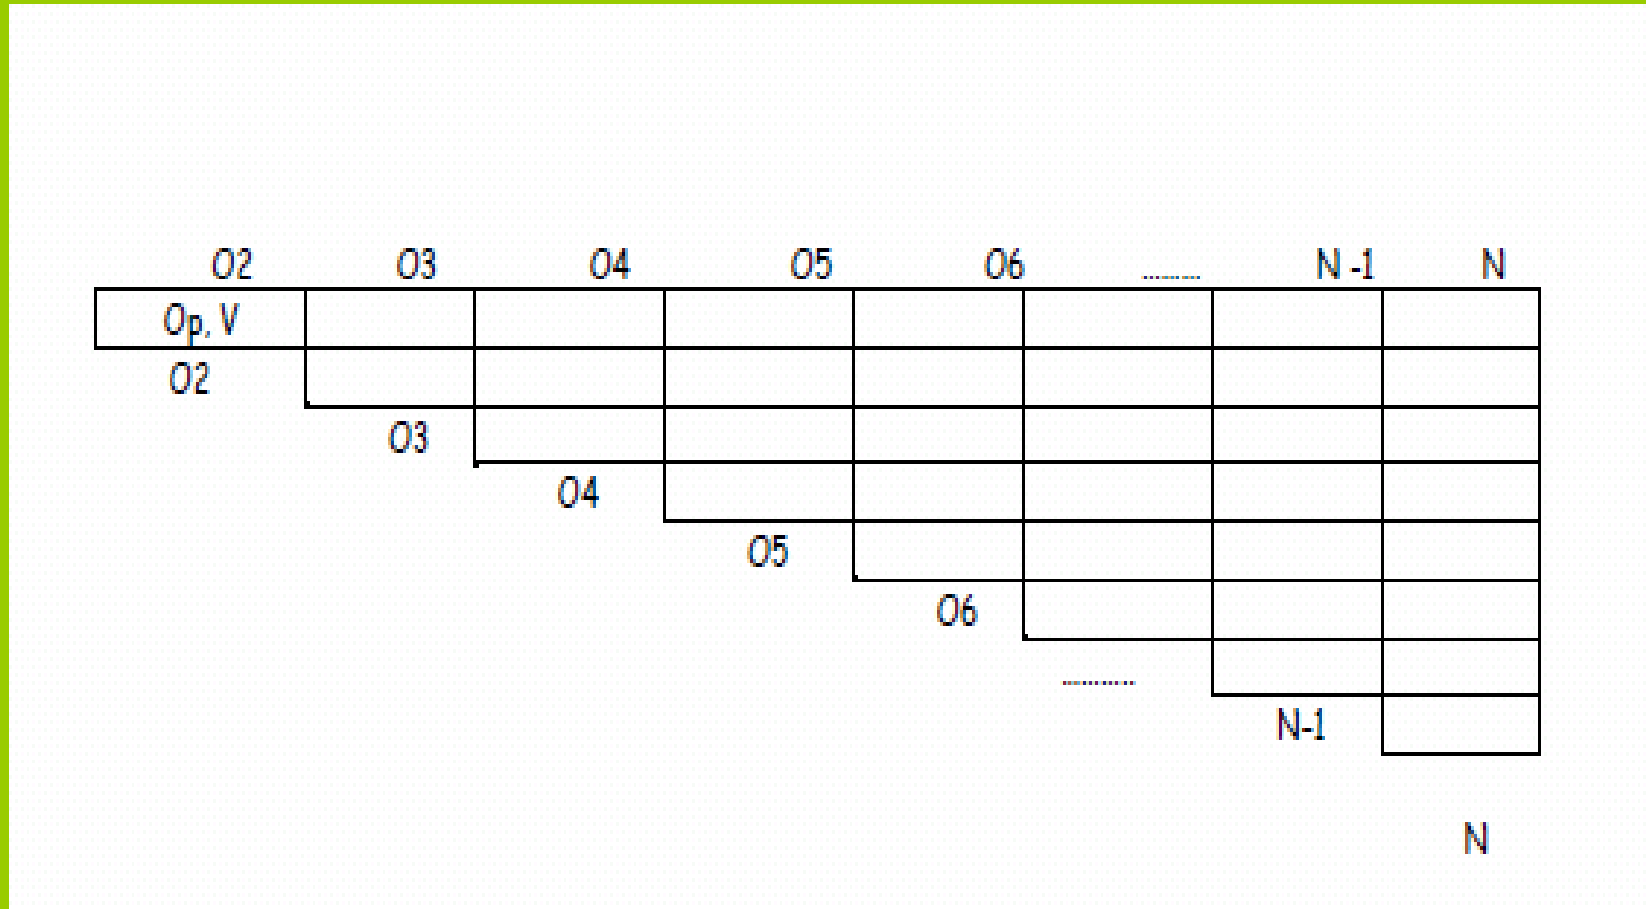 O2 O3 O4 O5 O6 ......... N -1 N
Op, V
O2
O3
O4
O5
O6
............
N-1
N